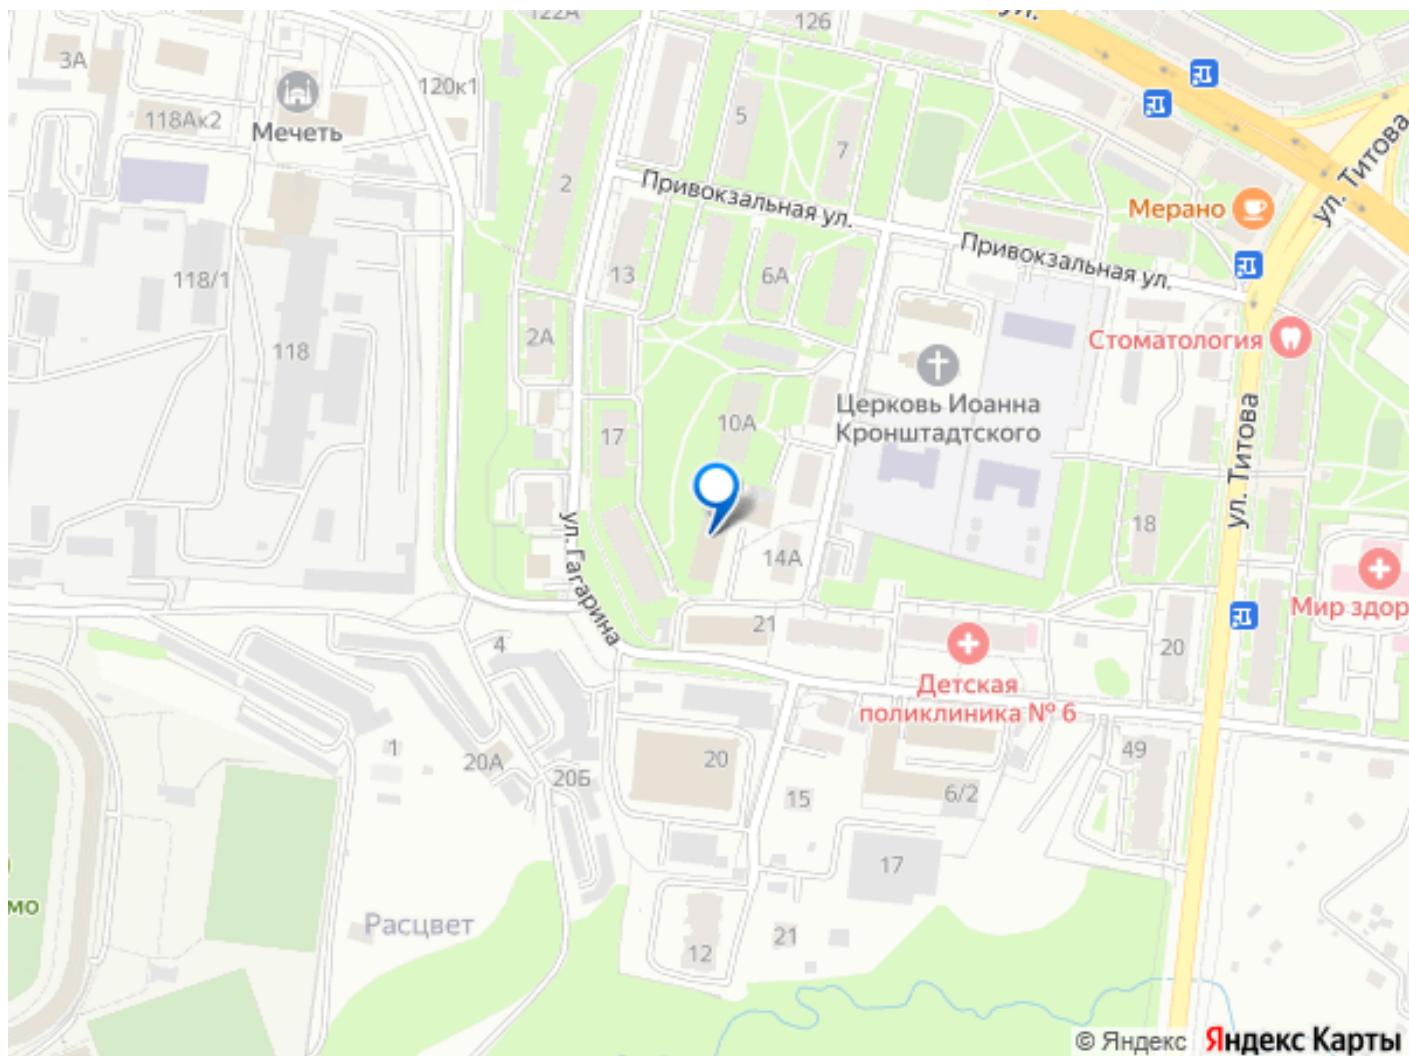 122А
126
ул.
3А
120к1
118Ак2
Мечеть
5
7
2
Привокзальная ул.
ул. Титова
Мерано
Привокзальная ул.
118/1
13
6А
118
2А
Стоматология
Церковь Иоанна
Кронштадтского
10А
17
ул. Титова
18
ул. Гагарина
14А
Мир здор
21
4
20
Детская
поликлиника № 6
1
20А
20Б
20
49
15
6/2
17
мо
Расцвет
12
21
© Яндекс Яндекс Карты